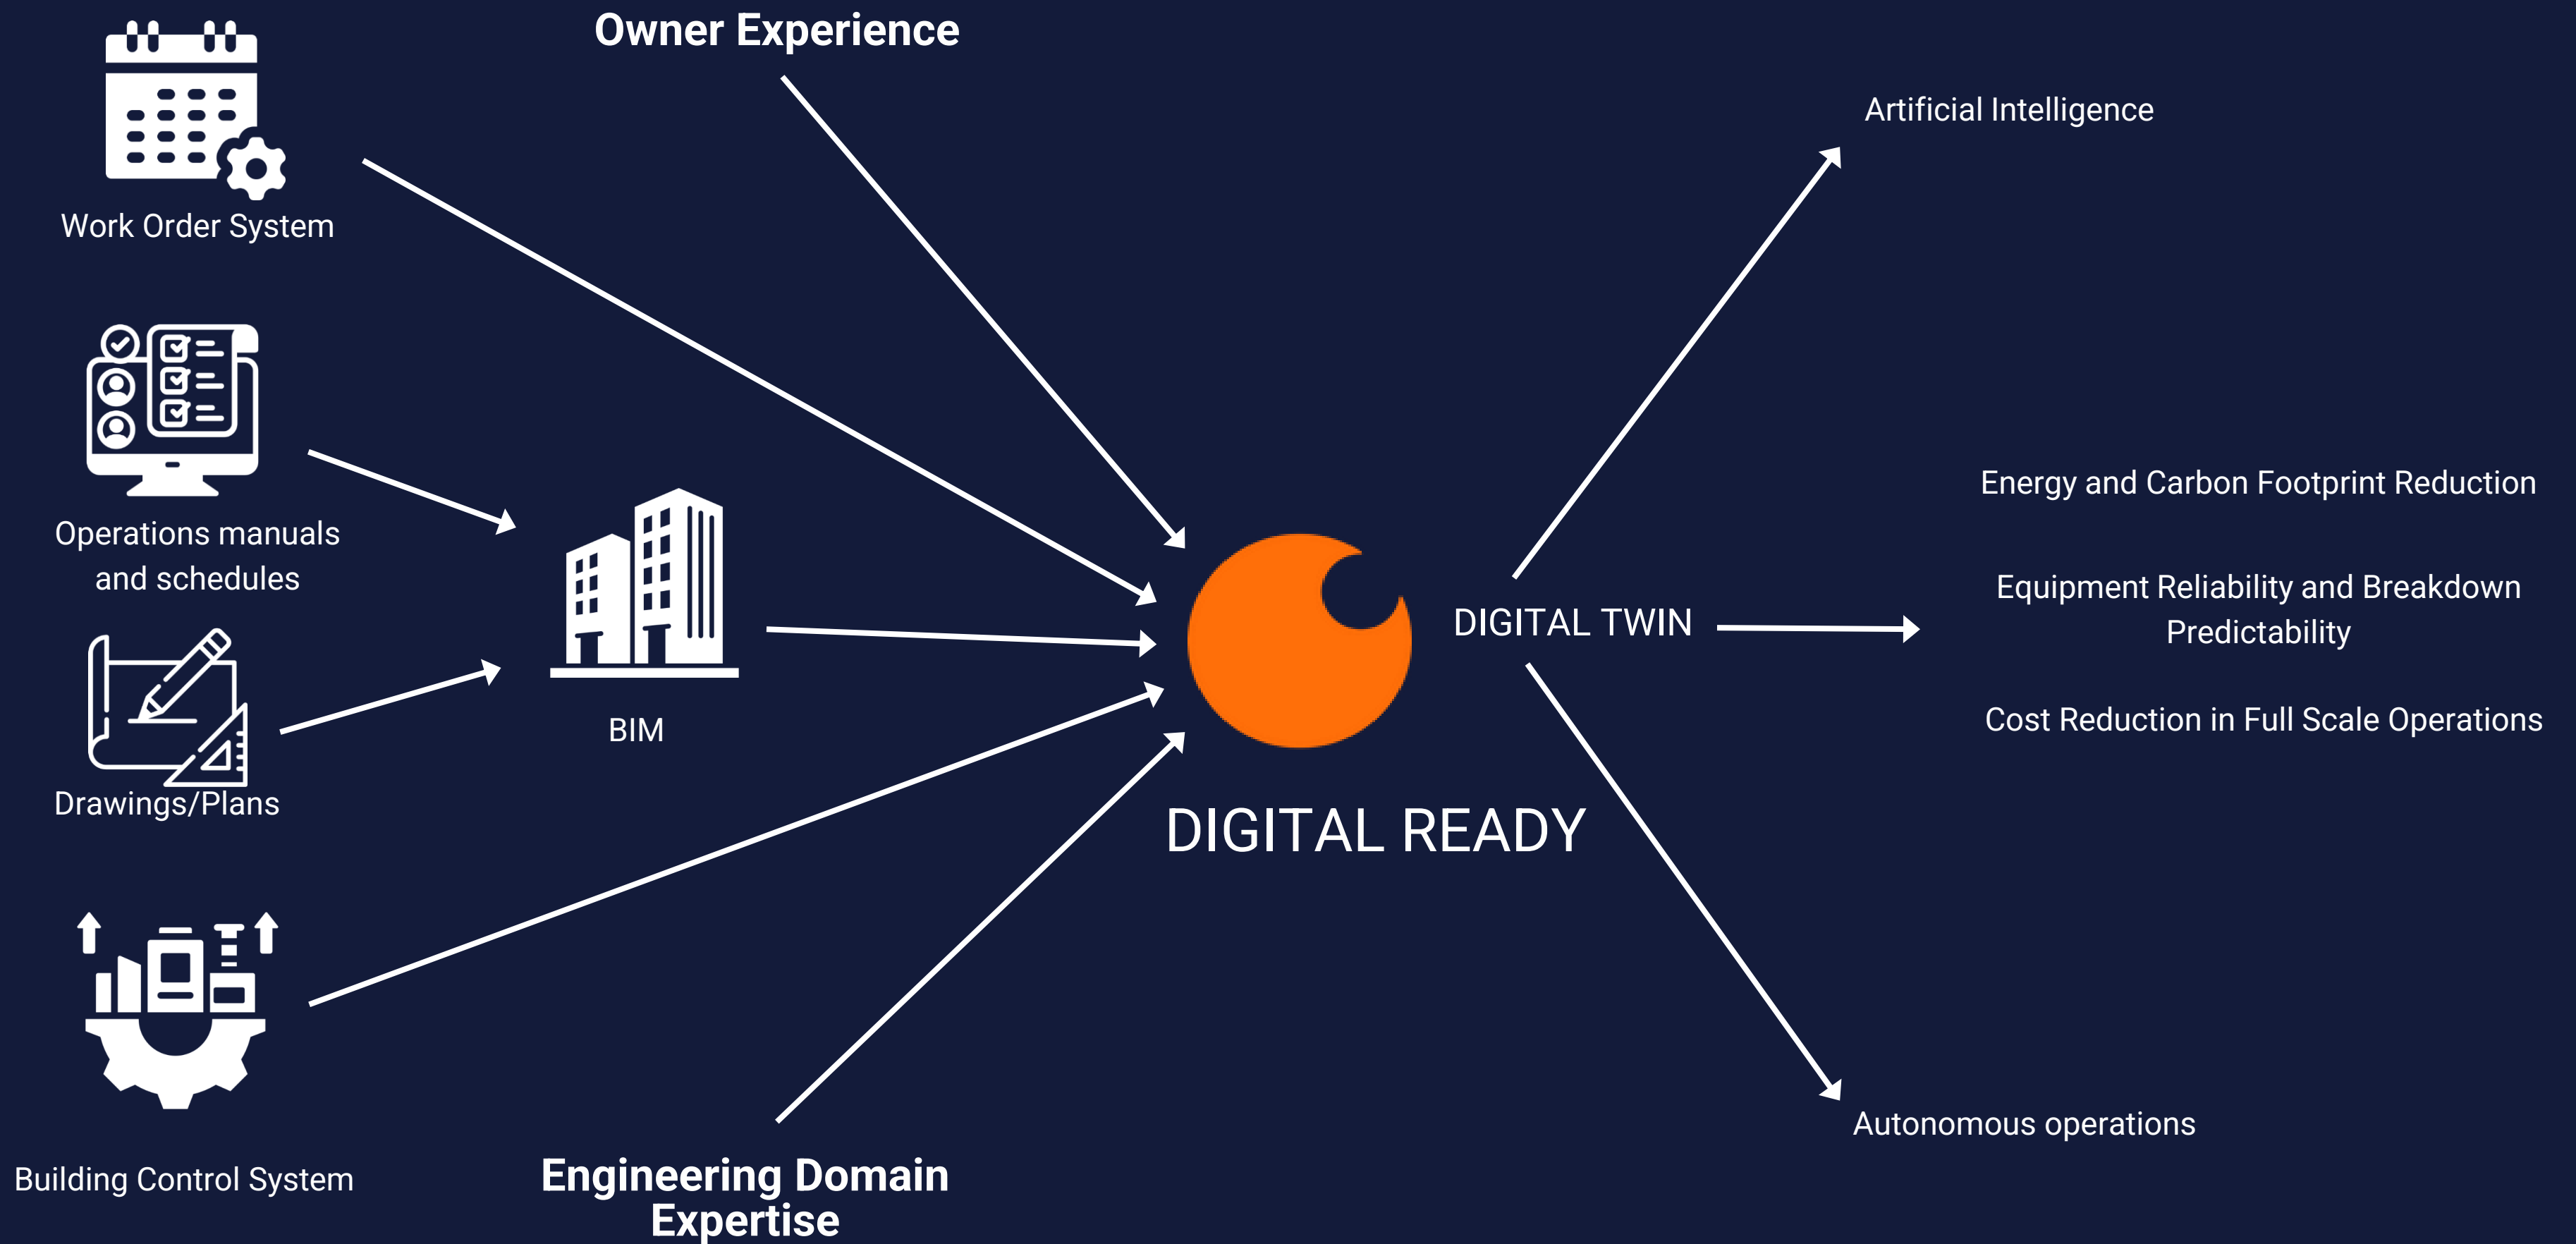 Owner Experience
Work Order System
Operations manuals
and schedules
Drawings/Plans
Building Control System
BIM
Engineering Domain
Expertise
DIGITAL READY
DIGITAL TWIN
Artificial Intelligence
Energy and Carbon Footprint Reduction
Equipment Reliability and Breakdown
Predictability
Cost Reduction in Full Scale Operations
Autonomous operations